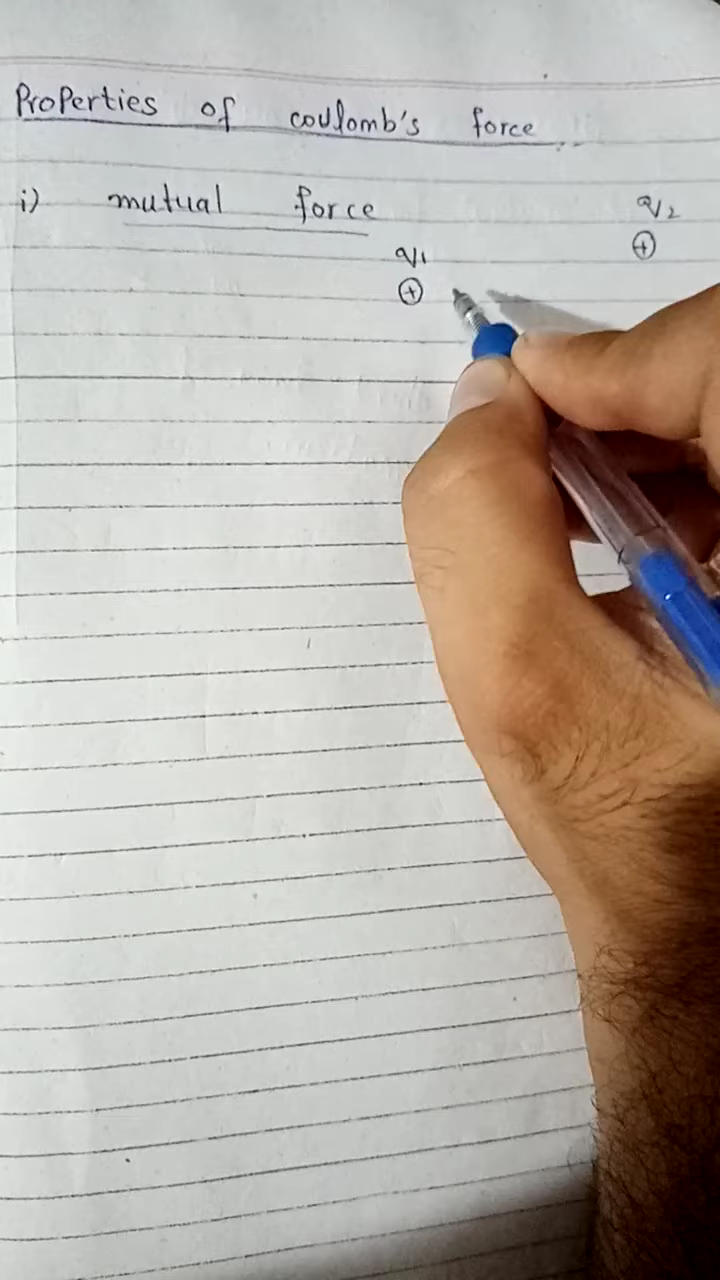 Properties of coulomb's force
i) mutual force
q1 q2
+ +